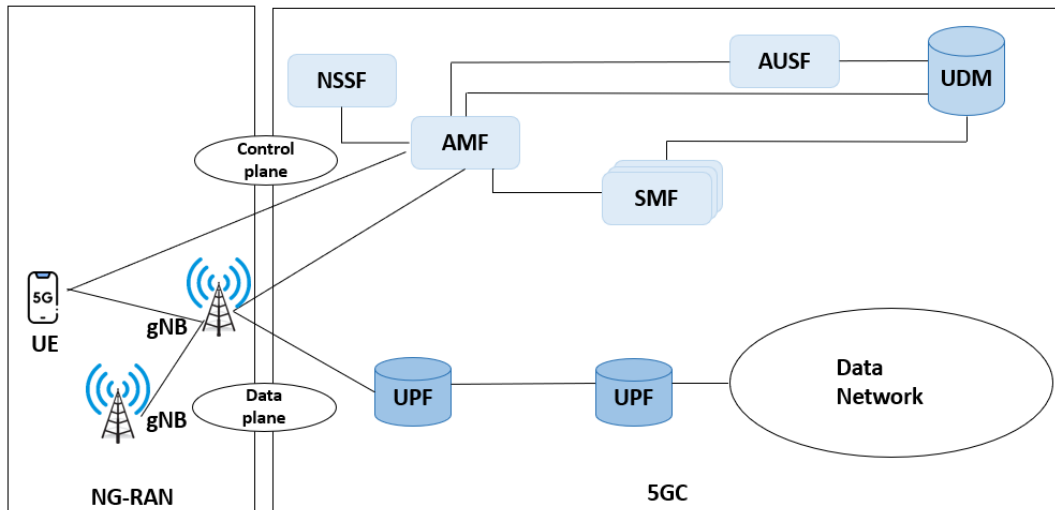 NSSF
AUSF
UDM
AMF
Control
plane
SMF
5G
UE
gNB
gNB
UPF
UPF
Data
Network
Data
plane
NG-RAN
5GC